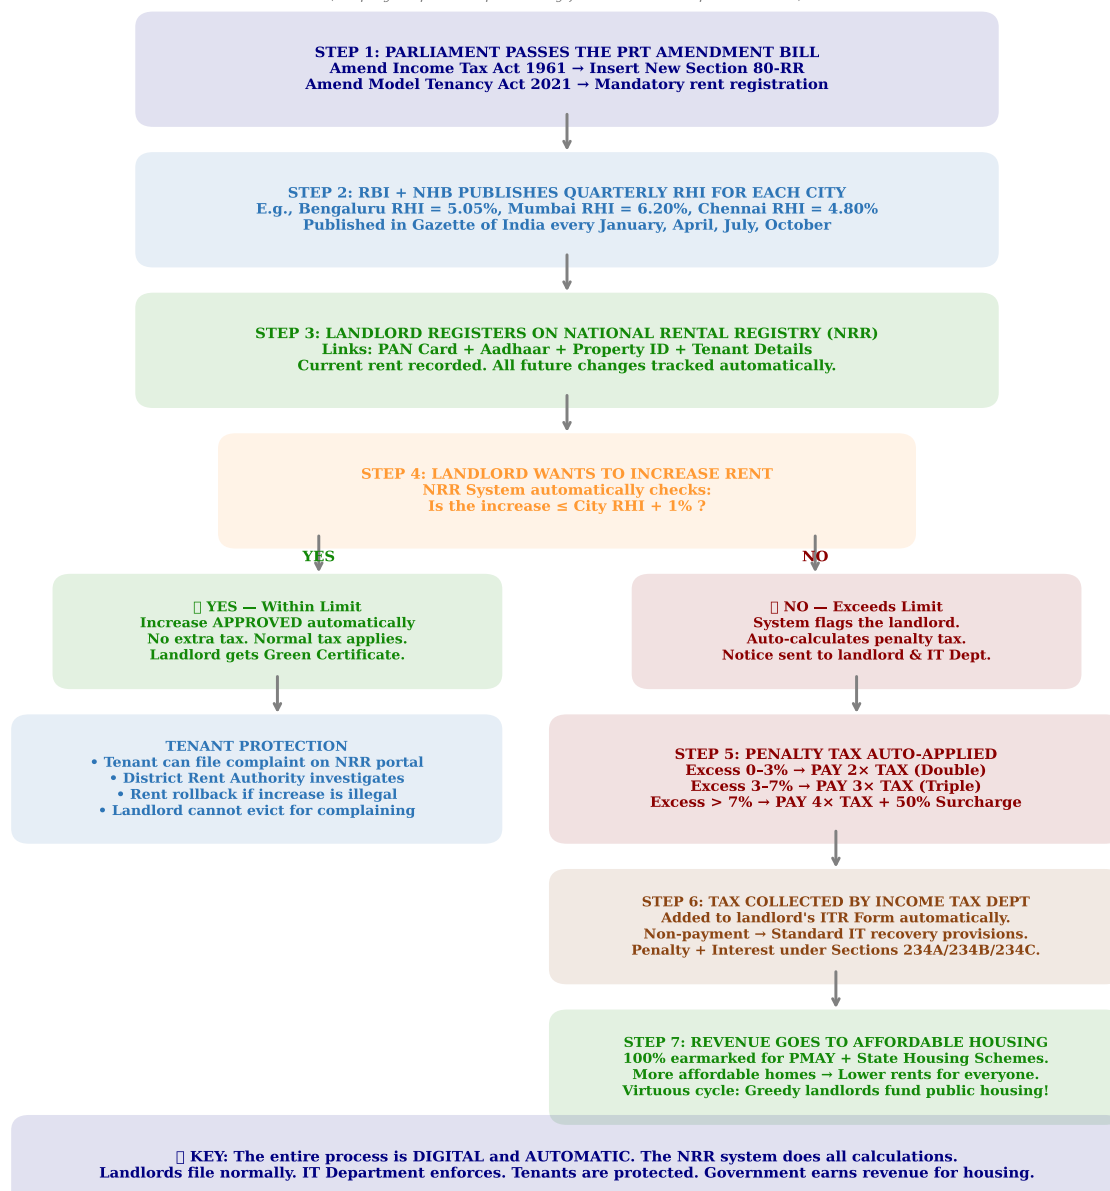 STEP 1: PARLIAMENT PASSES THE PRT AMENDMENT BILL
Amend Income Tax Act 1961 → Insert New Section 80-RR
Amend Model Tenancy Act 2021 → Mandatory rent registration
STEP 2: RBI + NHB PUBLISHES QUARTERLY RHI FOR EACH CITY
E.g., Bengaluru RHI = 5.05%, Mumbai RHI = 6.20%, Chennai RHI = 4.80%
Published in Gazette of India every January, April, July, October
STEP 3: LANDLORD REGISTERS ON NATIONAL RENTAL REGISTRY (NRR)
Links: PAN Card + Aadhaar + Property ID + Tenant Details
Current rent recorded. All future changes tracked automatically.
STEP 4: LANDLORD WANTS TO INCREASE RENT
NRR System automatically checks:
Is the increase ≤ City RHI + 1% ?
YES
NO
YES — Within Limit
Increase APPROVED automatically
No extra tax. Normal tax applies.
Landlord gets Green Certificate.
NO — Exceeds Limit
System flags the landlord.
Auto-calculates penalty tax.
Notice sent to landlord & IT Dept.
TENANT PROTECTION
• Tenant can file complaint on NRR portal
• District Rent Authority investigates
• Rent rollback if increase is illegal
• Landlord cannot evict for complaining
STEP 5: PENALTY TAX AUTO-APPLIED
Excess 0–3% → PAY 2× TAX (Double)
Excess 3–7% → PAY 3× TAX (Triple)
Excess > 7% → PAY 4× TAX + 50% Surcharge
STEP 6: TAX COLLECTED BY INCOME TAX DEPT
Added to landlord's ITR Form automatically.
Non-payment → Standard IT recovery provisions.
Penalty + Interest under Sections 234A/234B/234C.
STEP 7: REVENUE GOES TO AFFORDABLE HOUSING
100% earmarked for PMAY + State Housing Schemes.
More affordable homes → Lower rents for everyone.
Virtuous cycle: Greedy landlords fund public housing!
KEY: The entire process is DIGITAL and AUTOMATIC. The NRR system does all calculations.
Landlords file normally. IT Department enforces. Tenants are protected. Government earns revenue for housing.